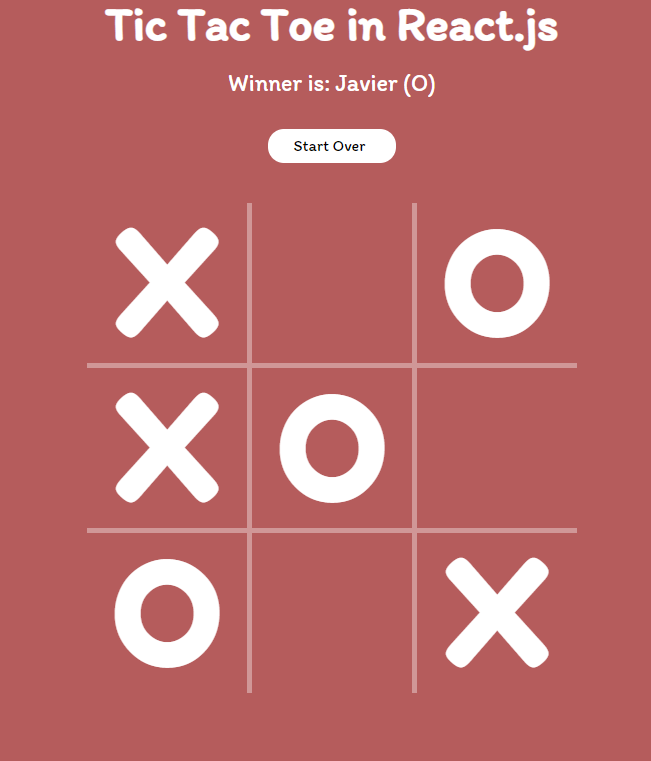 Tic Tac Toe in React.js
Winner is: Javier (O)
Start Over
X O
X O
O X